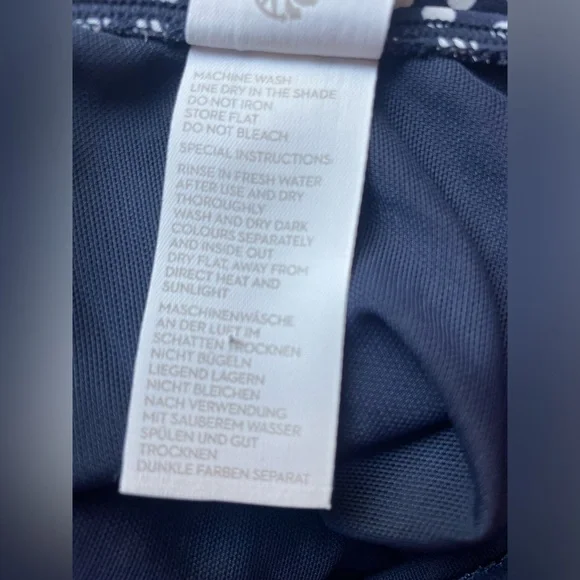 MACHINE WASH
LINE DRY IN THE SHADE
DO NOT IRON
STORE FLAT
DO NOT BLEACH
SPECIAL INSTRUCTIONS:
RINSE IN FRESH WATER
AFTER USE AND DRY
THOROUGHLY
WASH AND DRY DARK
COLOURS SEPARATELY
AND INSIDE OUT
DRY FLAT, AWAY FROM
DIRECT HEAT AND
SUNLIGHT
MASCHINENWÄSCHE
AN DER LUFT IM
SCHATTEN TROCKNEN
NICHT BÜGELN
LIEGEND LAGERN
NICHT BLEICHEN
NACH VERWENDUNG
MIT SAUBEREM WASSER
SPÜLEN UND GUT
TROCKNEN
DUNKLE FARBEN SEPARAT